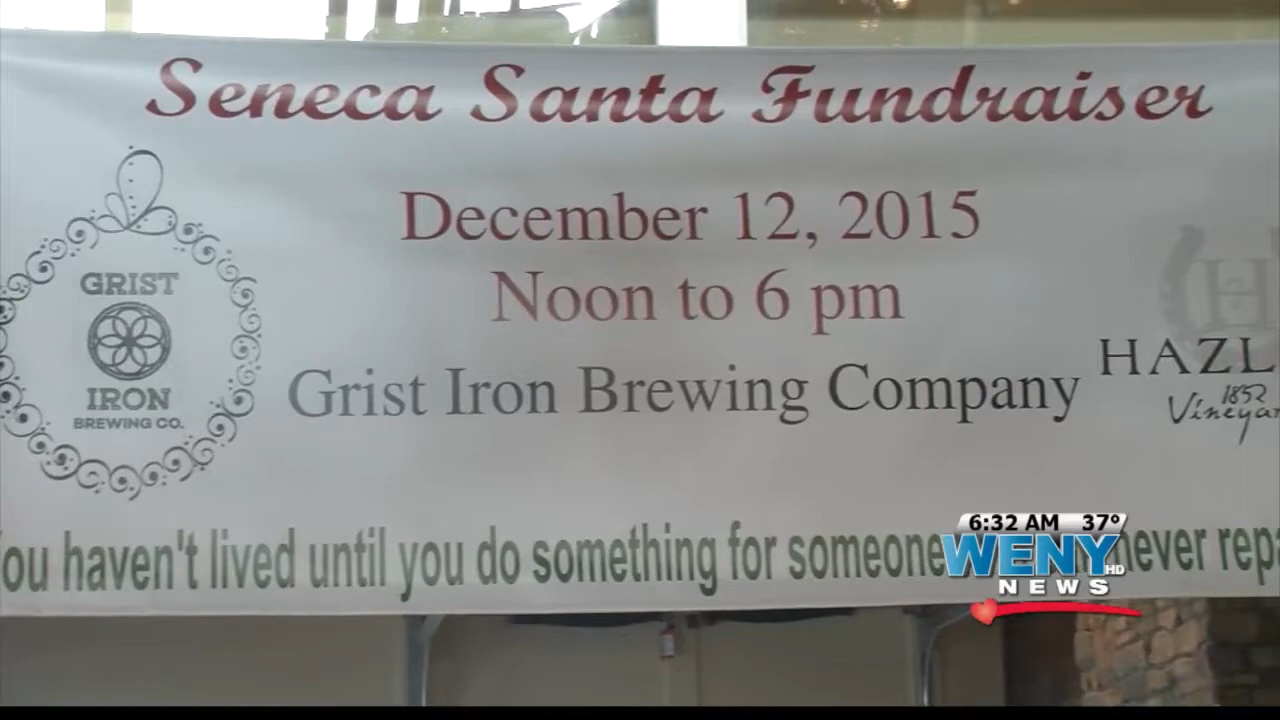 Seneca Santa Fundraiser
December 12, 2015
Noon to 6 pm
Grist Iron Brewing Company
GRIST
IRON
BREWING CO.
H
HAZL
1852
Vineyar
ou haven't lived until you do something for someone never repa
6:32 AM 37°
WENY HD
NEWS